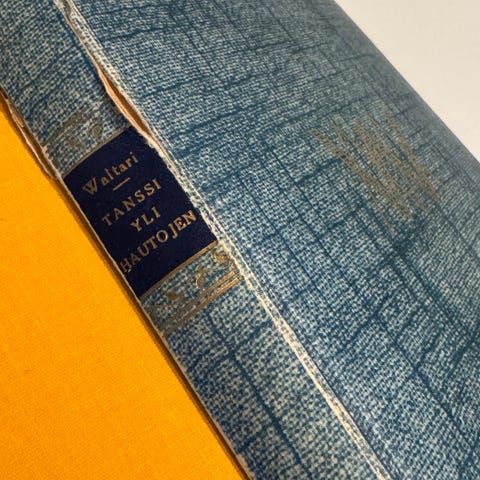 Waltari
TANSSI
YLI
HAUTOJEN